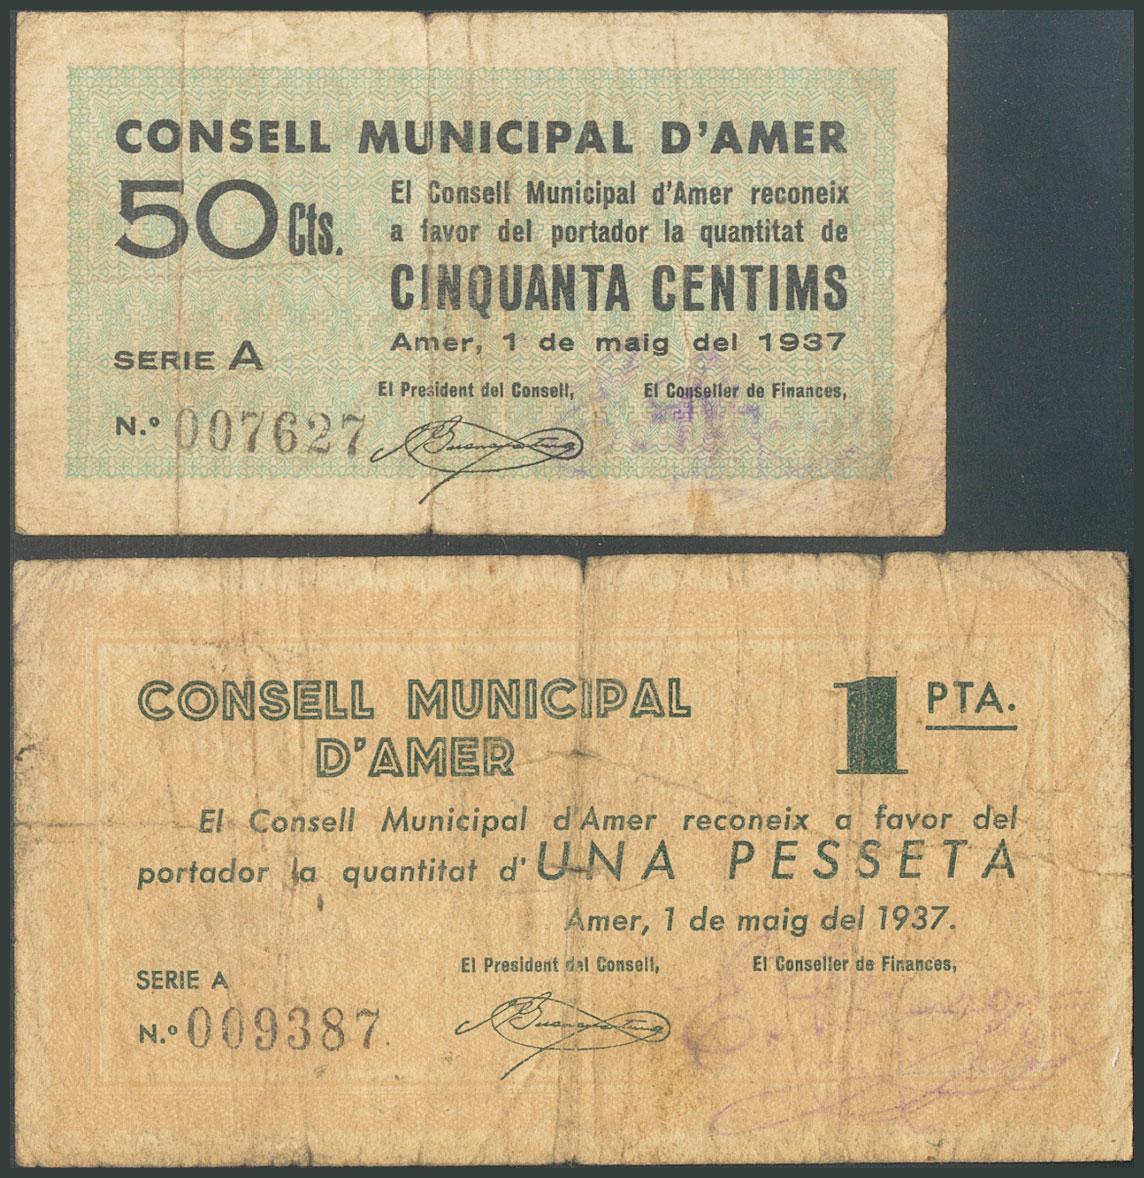 CONSELL MUNICIPAL D'AMER
50 Cts.
El Consell Municipal d'Amer reconeix
a favor del portador la quantitat de
CINQUANTA CENTIMS
Amer, 1 de maig del 1937
SERIE A
El President del Consell, El Conseller de Finances,
N.º 007627
CONSELL MUNICIPAL
D'AMER
1 PTA.
El Consell Municipal d'Amer reconeix a favor del
portador la quantitat d'UNA PESSETA
Amer, 1 de maig del 1937.
El President del Consell, El Conseller de Finances,
SERIE A
N.º 009387